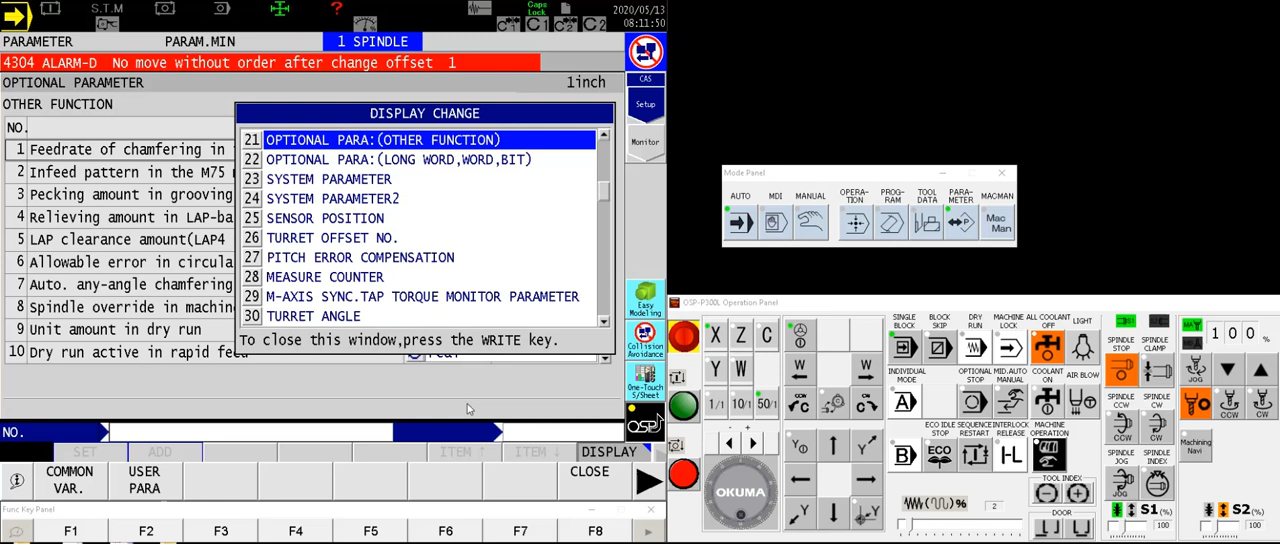 S.T.M
?
Caps Lock
2020/05/13
08:11:50
PARAMETER PARAM.MIN 1 SPINDLE
4304 ALARM-D No move without order after change offset 1
OPTIONAL PARAMETER 1inch
OTHER FUNCTION
NO.
1 Feedrate of chamfering in
2 Infeed pattern in the M75
3 Pecking amount in grooving
4 Relieving amount in LAP-ba
5 LAP clearance amount(LAP4
6 Allowable error in circula
7 Auto. any-angle chamfering
8 Spindle override in machin
9 Unit amount in dry run
10 Dry run active in rapid feed
DISPLAY CHANGE
21 OPTIONAL PARA:(OTHER FUNCTION)
22 OPTIONAL PARA:(LONG WORD,WORD,BIT)
23 SYSTEM PARAMETER
24 SYSTEM PARAMETER2
25 SENSOR POSITION
26 TURRET OFFSET NO.
27 PITCH ERROR COMPENSATION
28 MEASURE COUNTER
29 M-AXIS SYNC.TAP TORQUE MONITOR PARAMETER
30 TURRET ANGLE
To close this window,press the WRITE key.
CAS
Setup
Monitor
Easy Modeling
Collision Avoidance
One-Touch S/Sheet
OSP
NO.
SET ADD ITEM ↑ ITEM ↓ DISPLAY
COMMON VAR.
USER PARA
CLOSE
Func Key Panel
F1 F2 F3 F4 F5 F6 F7 F8
Mode Panel
AUTO MDI MANUAL OPERA-TION PROG-RAM TOOL DATA PARA-METER MACMAN
Mac Man
OSP-P300L Operation Panel
X Z C
Y W
1/1 10/1 50/1
- +
OKUMA
W W
C C
Y Y
SINGLE BLOCK
BLOCK SKIP
DRY RUN
MACHINE LOCK
ALL COOLANT OFF
LIGHT
INDIVIDUAL MODE
OPTIONAL STOP
MID.AUTO MANUAL
COOLANT ON
AIR BLOW
A
ECO IDLE STOP
SEQUENCE RESTART
INTERLOCK RELEASE
MACHINE OPERATION
B
ECO
TOOL INDEX
DOOR
% 2
SPINDLE STOP
SPINDLE CLAMP
SPINDLE CCW
SPINDLE CW
CCW CW
SPINDLE JOG
SPINDLE INDEX
JOG
S1(%)
100
100 %
JOG
CCW CW
Machining Navi
S2(%)
100